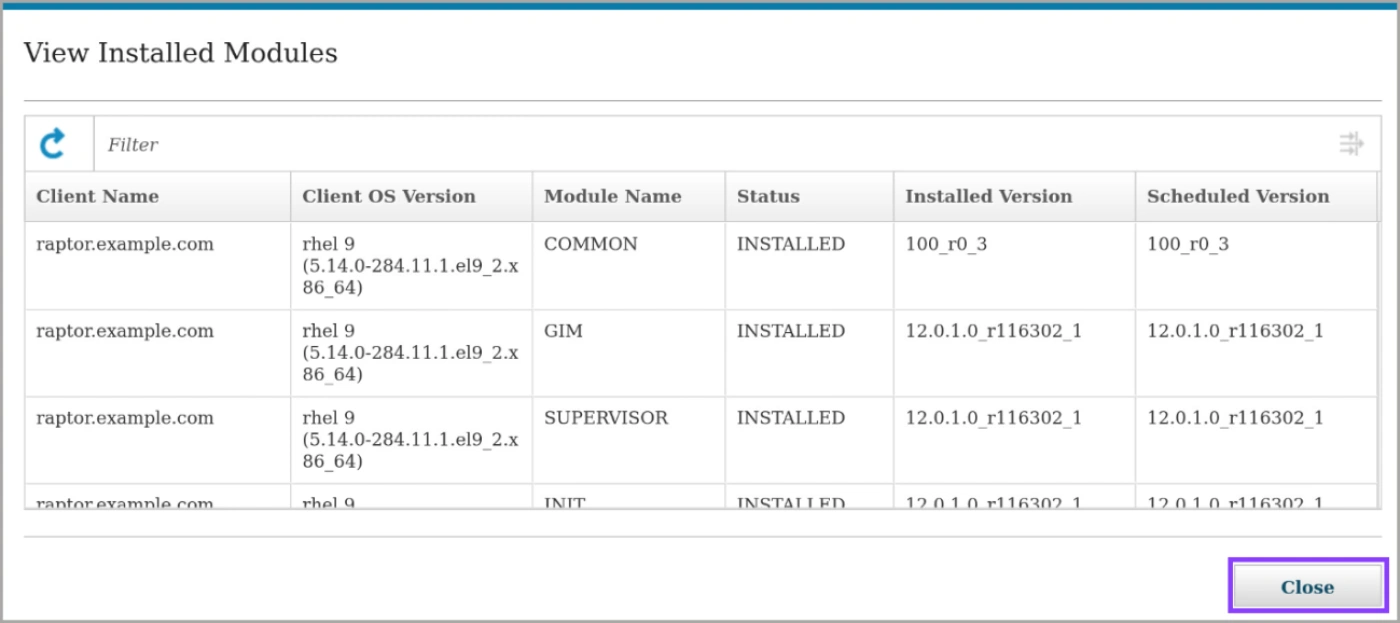 View Installed Modules
Filter
Client Name Client OS Version Module Name Status Installed Version Scheduled Version
raptor.example.com rhel 9 COMMON INSTALLED 100_r0_3 100_r0_3
(5.14.0-284.11.1.el9_2.x
86_64)
raptor.example.com rhel 9 GIM INSTALLED 12.0.1.0_r116302_1 12.0.1.0_r116302_1
(5.14.0-284.11.1.el9_2.x
86_64)
raptor.example.com rhel 9 SUPERVISOR INSTALLED 12.0.1.0_r116302_1 12.0.1.0_r116302_1
(5.14.0-284.11.1.el9_2.x
86_64)
raptor.example.com rhel 9 INIT INSTALLED 12.0.1.0_r116302_1 12.0.1.0_r116302_1
Close